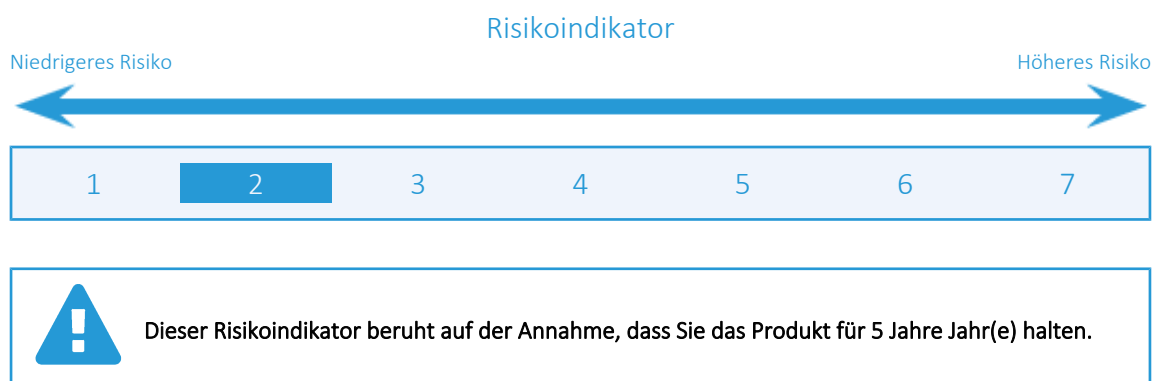 Risikoindikator
Niedrigeres Risiko Höheres Risiko
1 2 3 4 5 6 7
Dieser Risikoindikator beruht auf der Annahme, dass Sie das Produkt für 5 Jahre Jahr(e) halten.